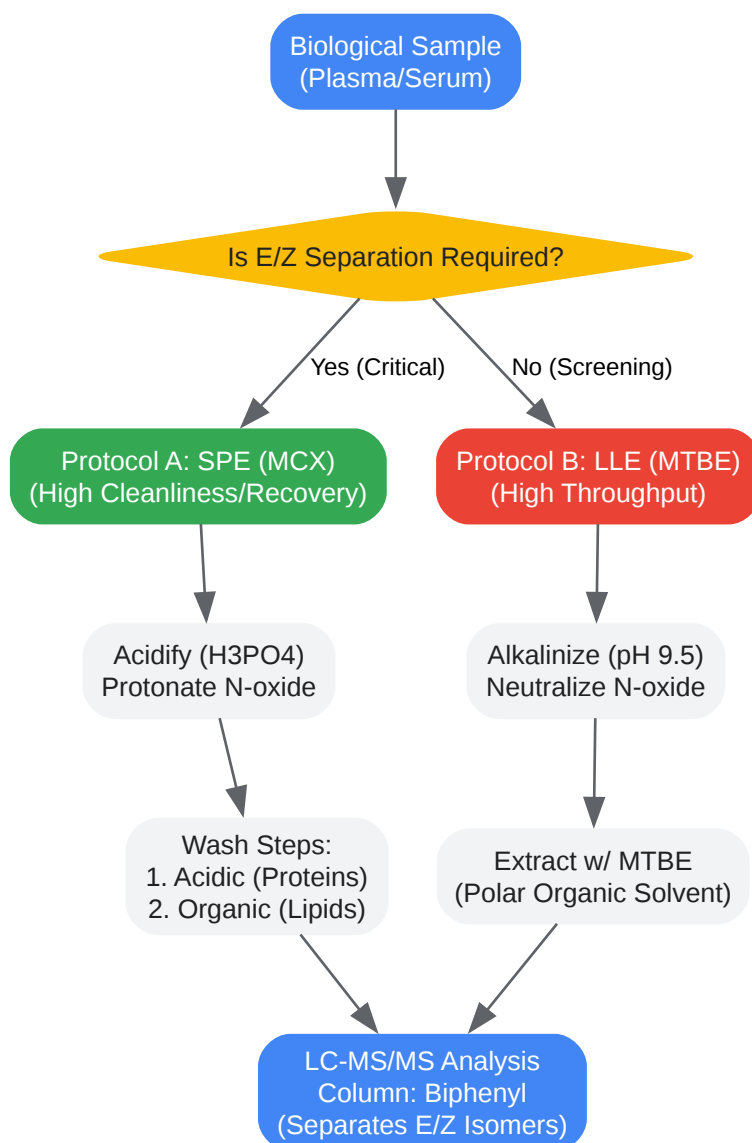 Biological Sample
(Plasma/Serum)
Is E/Z Separation Required?
Yes (Critical)
No (Screening)
Protocol A: SPE (MCX)
(High Cleanliness/Recovery)
Protocol B: LLE (MTBE)
(High Throughput)
Acidify (H3PO4)
Protonate N-oxide
Alkalinize (pH 9.5)
Neutralize N-oxide
Wash Steps:
1. Acidic (Proteins)
2. Organic (Lipids)
Extract w/ MTBE
(Polar Organic Solvent)
LC-MS/MS Analysis
Column: Biphenyl
(Separates E/Z Isomers)